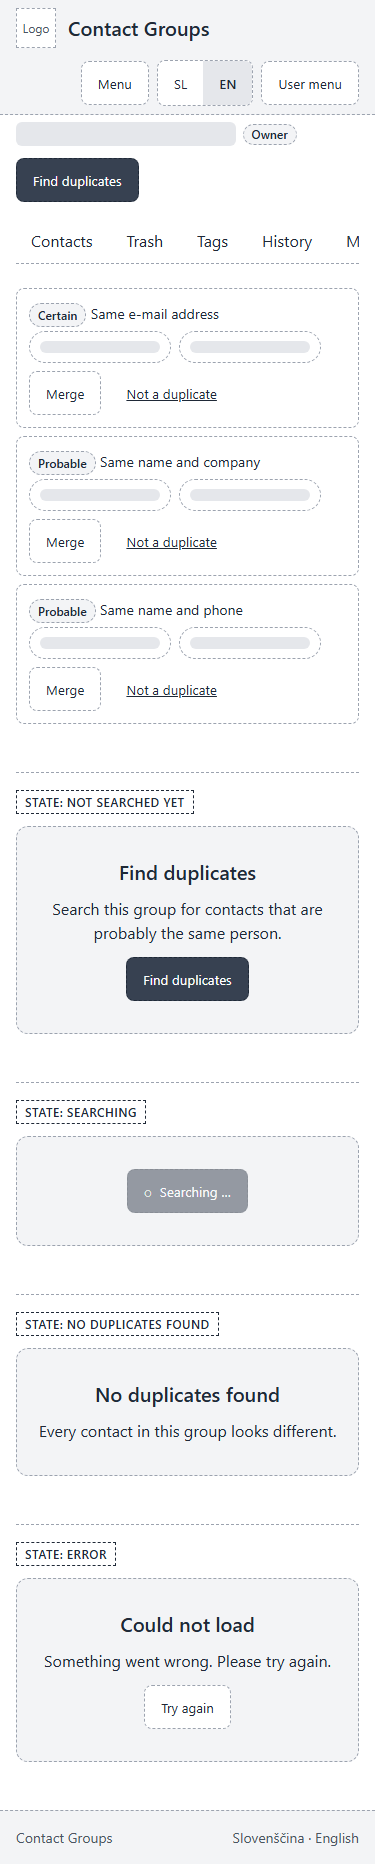 Logo
Contact Groups
Menu
SL
EN
User menu
Owner
Find duplicates
Contacts Trash Tags History M
Certain Same e-mail address
Merge Not a duplicate
Probable Same name and company
Merge Not a duplicate
Probable Same name and phone
Merge Not a duplicate
STATE: NOT SEARCHED YET
Find duplicates
Search this group for contacts that are
probably the same person.
Find duplicates
STATE: SEARCHING
Searching ...
STATE: NO DUPLICATES FOUND
No duplicates found
Every contact in this group looks different.
STATE: ERROR
Could not load
Something went wrong. Please try again.
Try again
Contact Groups Slovenščina · English